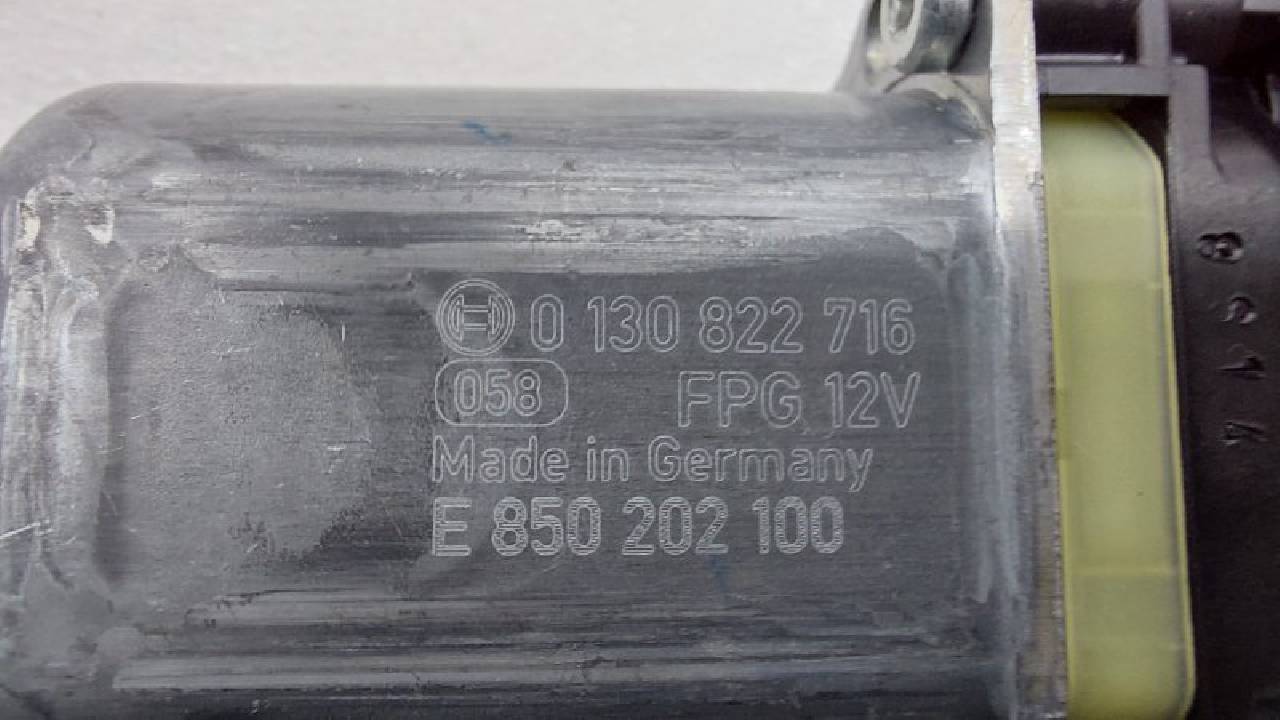 0 130 822 716
058 FPG 12V
Made in Germany
E 850 202 100